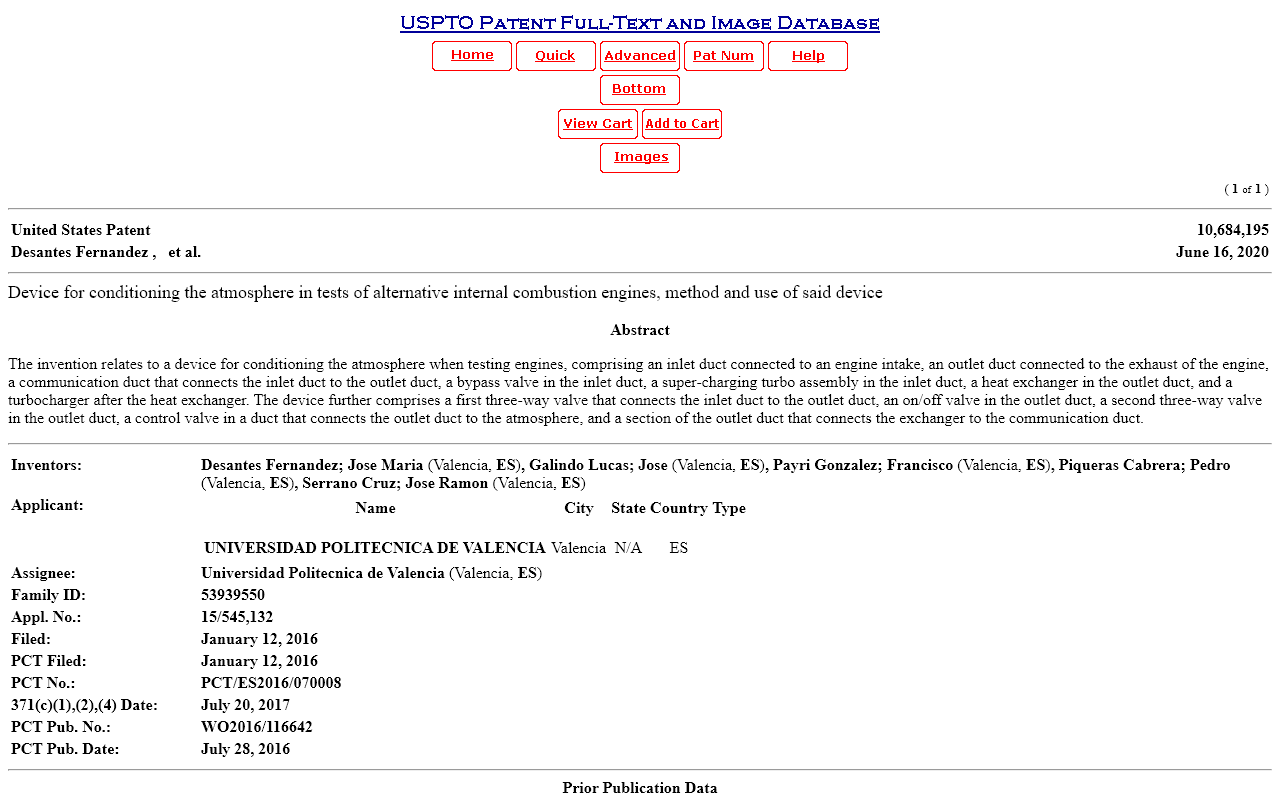 USPTO Patent Full-Text and Image Database
Home Quick Advanced Pat Num Help
Bottom
View Cart Add to Cart
Images
( 1 of 1 )
United States Patent 10,684,195
Desantes Fernandez , et al. June 16, 2020
Device for conditioning the atmosphere in tests of alternative internal combustion engines, method and use of said device
Abstract
The invention relates to a device for conditioning the atmosphere when testing engines, comprising an inlet duct connected to an engine intake, an outlet duct connected to the exhaust of the engine,
a communication duct that connects the inlet duct to the outlet duct, a bypass valve in the inlet duct, a super-charging turbo assembly in the inlet duct, a heat exchanger in the outlet duct, and a
turbocharger after the heat exchanger. The device further comprises a first three-way valve that connects the inlet duct to the outlet duct, an on/off valve in the outlet duct, a second three-way valve
in the outlet duct, a control valve in a duct that connects the outlet duct to the atmosphere, and a section of the outlet duct that connects the exchanger to the communication duct.
Inventors: Desantes Fernandez; Jose Maria (Valencia, ES), Galindo Lucas; Jose (Valencia, ES), Payri Gonzalez; Francisco (Valencia, ES), Piqueras Cabrera; Pedro
(Valencia, ES), Serrano Cruz; Jose Ramon (Valencia, ES)
Applicant: Name City State Country Type
UNIVERSIDAD POLITECNICA DE VALENCIA Valencia N/A ES
Assignee: Universidad Politecnica de Valencia (Valencia, ES)
Family ID: 53939550
Appl. No.: 15/545,132
Filed: January 12, 2016
PCT Filed: January 12, 2016
PCT No.: PCT/ES2016/070008
371(c)(1),(2),(4) Date: July 20, 2017
PCT Pub. No.: WO2016/116642
PCT Pub. Date: July 28, 2016
Prior Publication Data